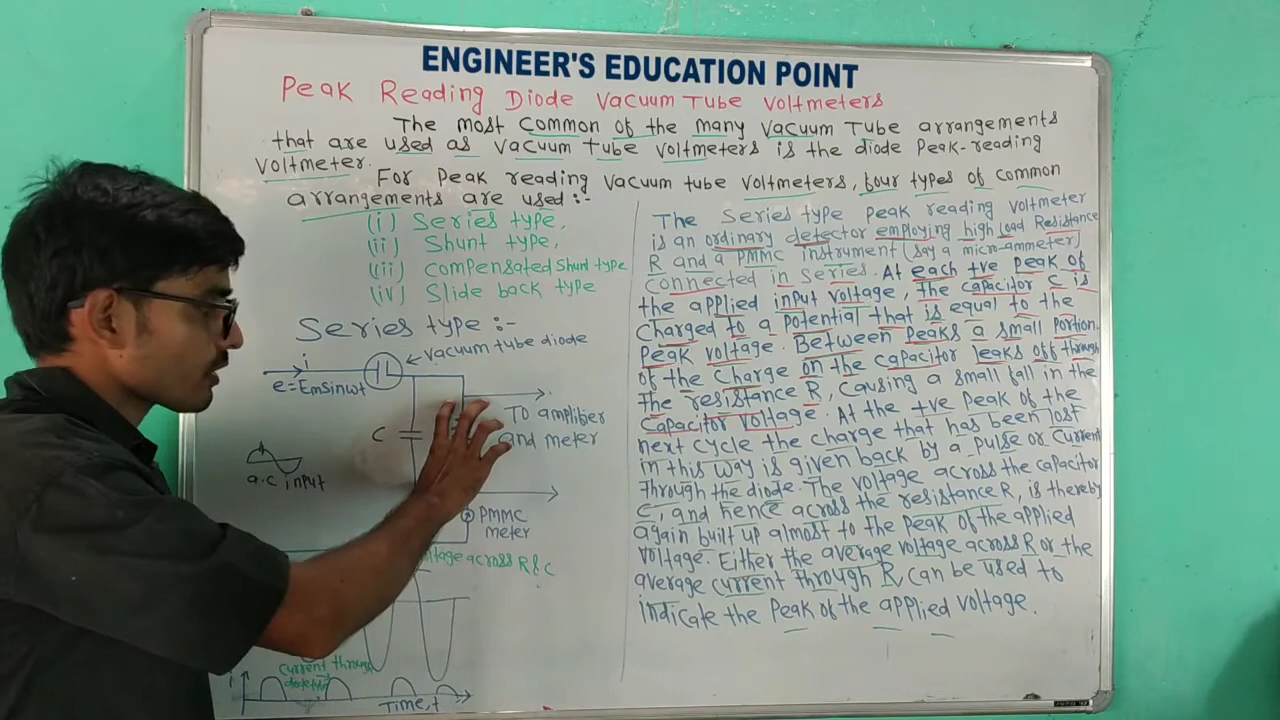 ENGINEER'S EDUCATION POINT
Peak Reading Diode Vacuum Tube Voltmeters
The most common of the many vacuum Tube arrangements
that are used as vacuum tube voltmeters is the diode Peak-reading
voltmeter.
For Peak reading vacuum tube voltmeters, four types of common
arrangements are used :-
(i) Series type,
(ii) Shunt type,
(iii) compensated shunt type
(iv) Slide back type
Series type :-
vacuum tube diode
i
e=Emsinωt
C
To amplifier
and meter
a.c input
PMMC
meter
across R & C
i
current through
Time, t
The series type peak reading voltmeter
is an ordinary detector employing high load Resistance
R and a PMMC instrument (say a micro-ammeter)
connected in series. At each +ve peak of
the applied input voltage, the capacitor C is
charged to a potential that is equal to the
peak voltage. Between peaks a small portion
of the charge on the capacitor leaks off through
the resistance R, causing a small fall in the
capacitor voltage. At the +ve peak of the
next cycle the charge that has been lost
in this way is given back by a pulse or current
through the diode. The voltage across the capacitor
C, and hence across the resistance R, is thereby
again built up almost to the peak of the applied
voltage. Either the average voltage across R or the
average current through R, can be used to
indicate the peak of the applied voltage.